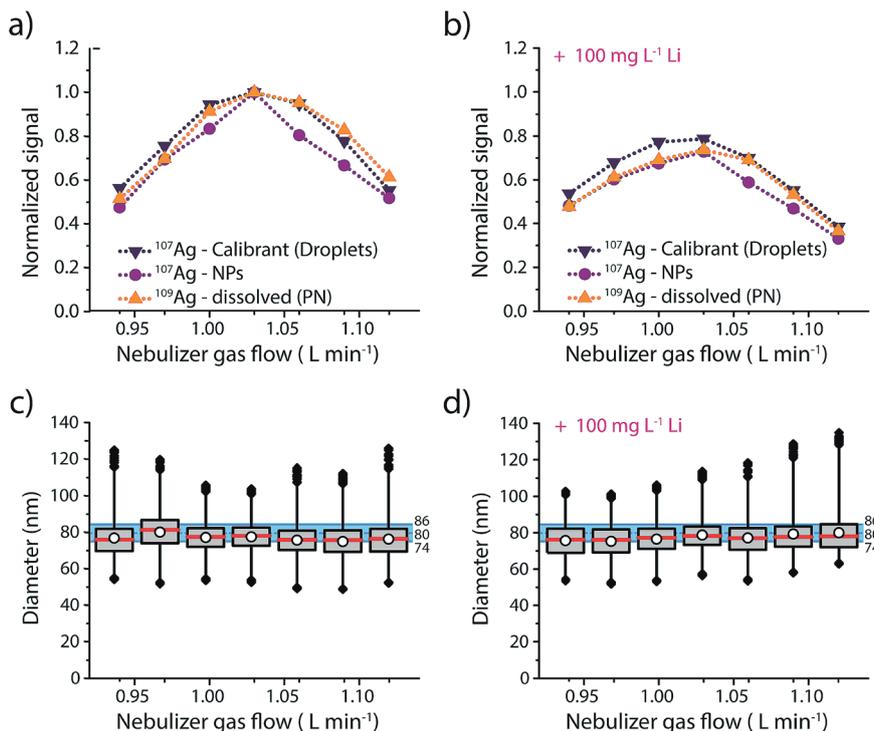 a)
1.2
1.0
0.8
0.6
0.4
0.2
0.0
Normalized signal
¹⁰⁷Ag - Calibrant (Droplets)
¹⁰⁷Ag - NPs
¹⁰⁹Ag - dissolved (PN)
0.95 1.00 1.05 1.10
Nebulizer gas flow ( L min⁻¹)
b)
+ 100 mg L⁻¹ Li
1.2
1.0
0.8
0.6
0.4
0.2
0.0
Normalized signal
¹⁰⁷Ag - Calibrant (Droplets)
¹⁰⁷Ag - NPs
¹⁰⁹Ag - dissolved (PN)
0.95 1.00 1.05 1.10
Nebulizer gas flow ( L min⁻¹)
c)
140
120
100
80
60
40
20
0
Diameter (nm)
86
80
74
0.95 1.00 1.05 1.10
Nebulizer gas flow ( L min⁻¹)
d)
+ 100 mg L⁻¹ Li
140
120
100
80
60
40
20
0
Diameter (nm)
86
80
74
0.95 1.00 1.05 1.10
Nebulizer gas flow ( L min⁻¹)